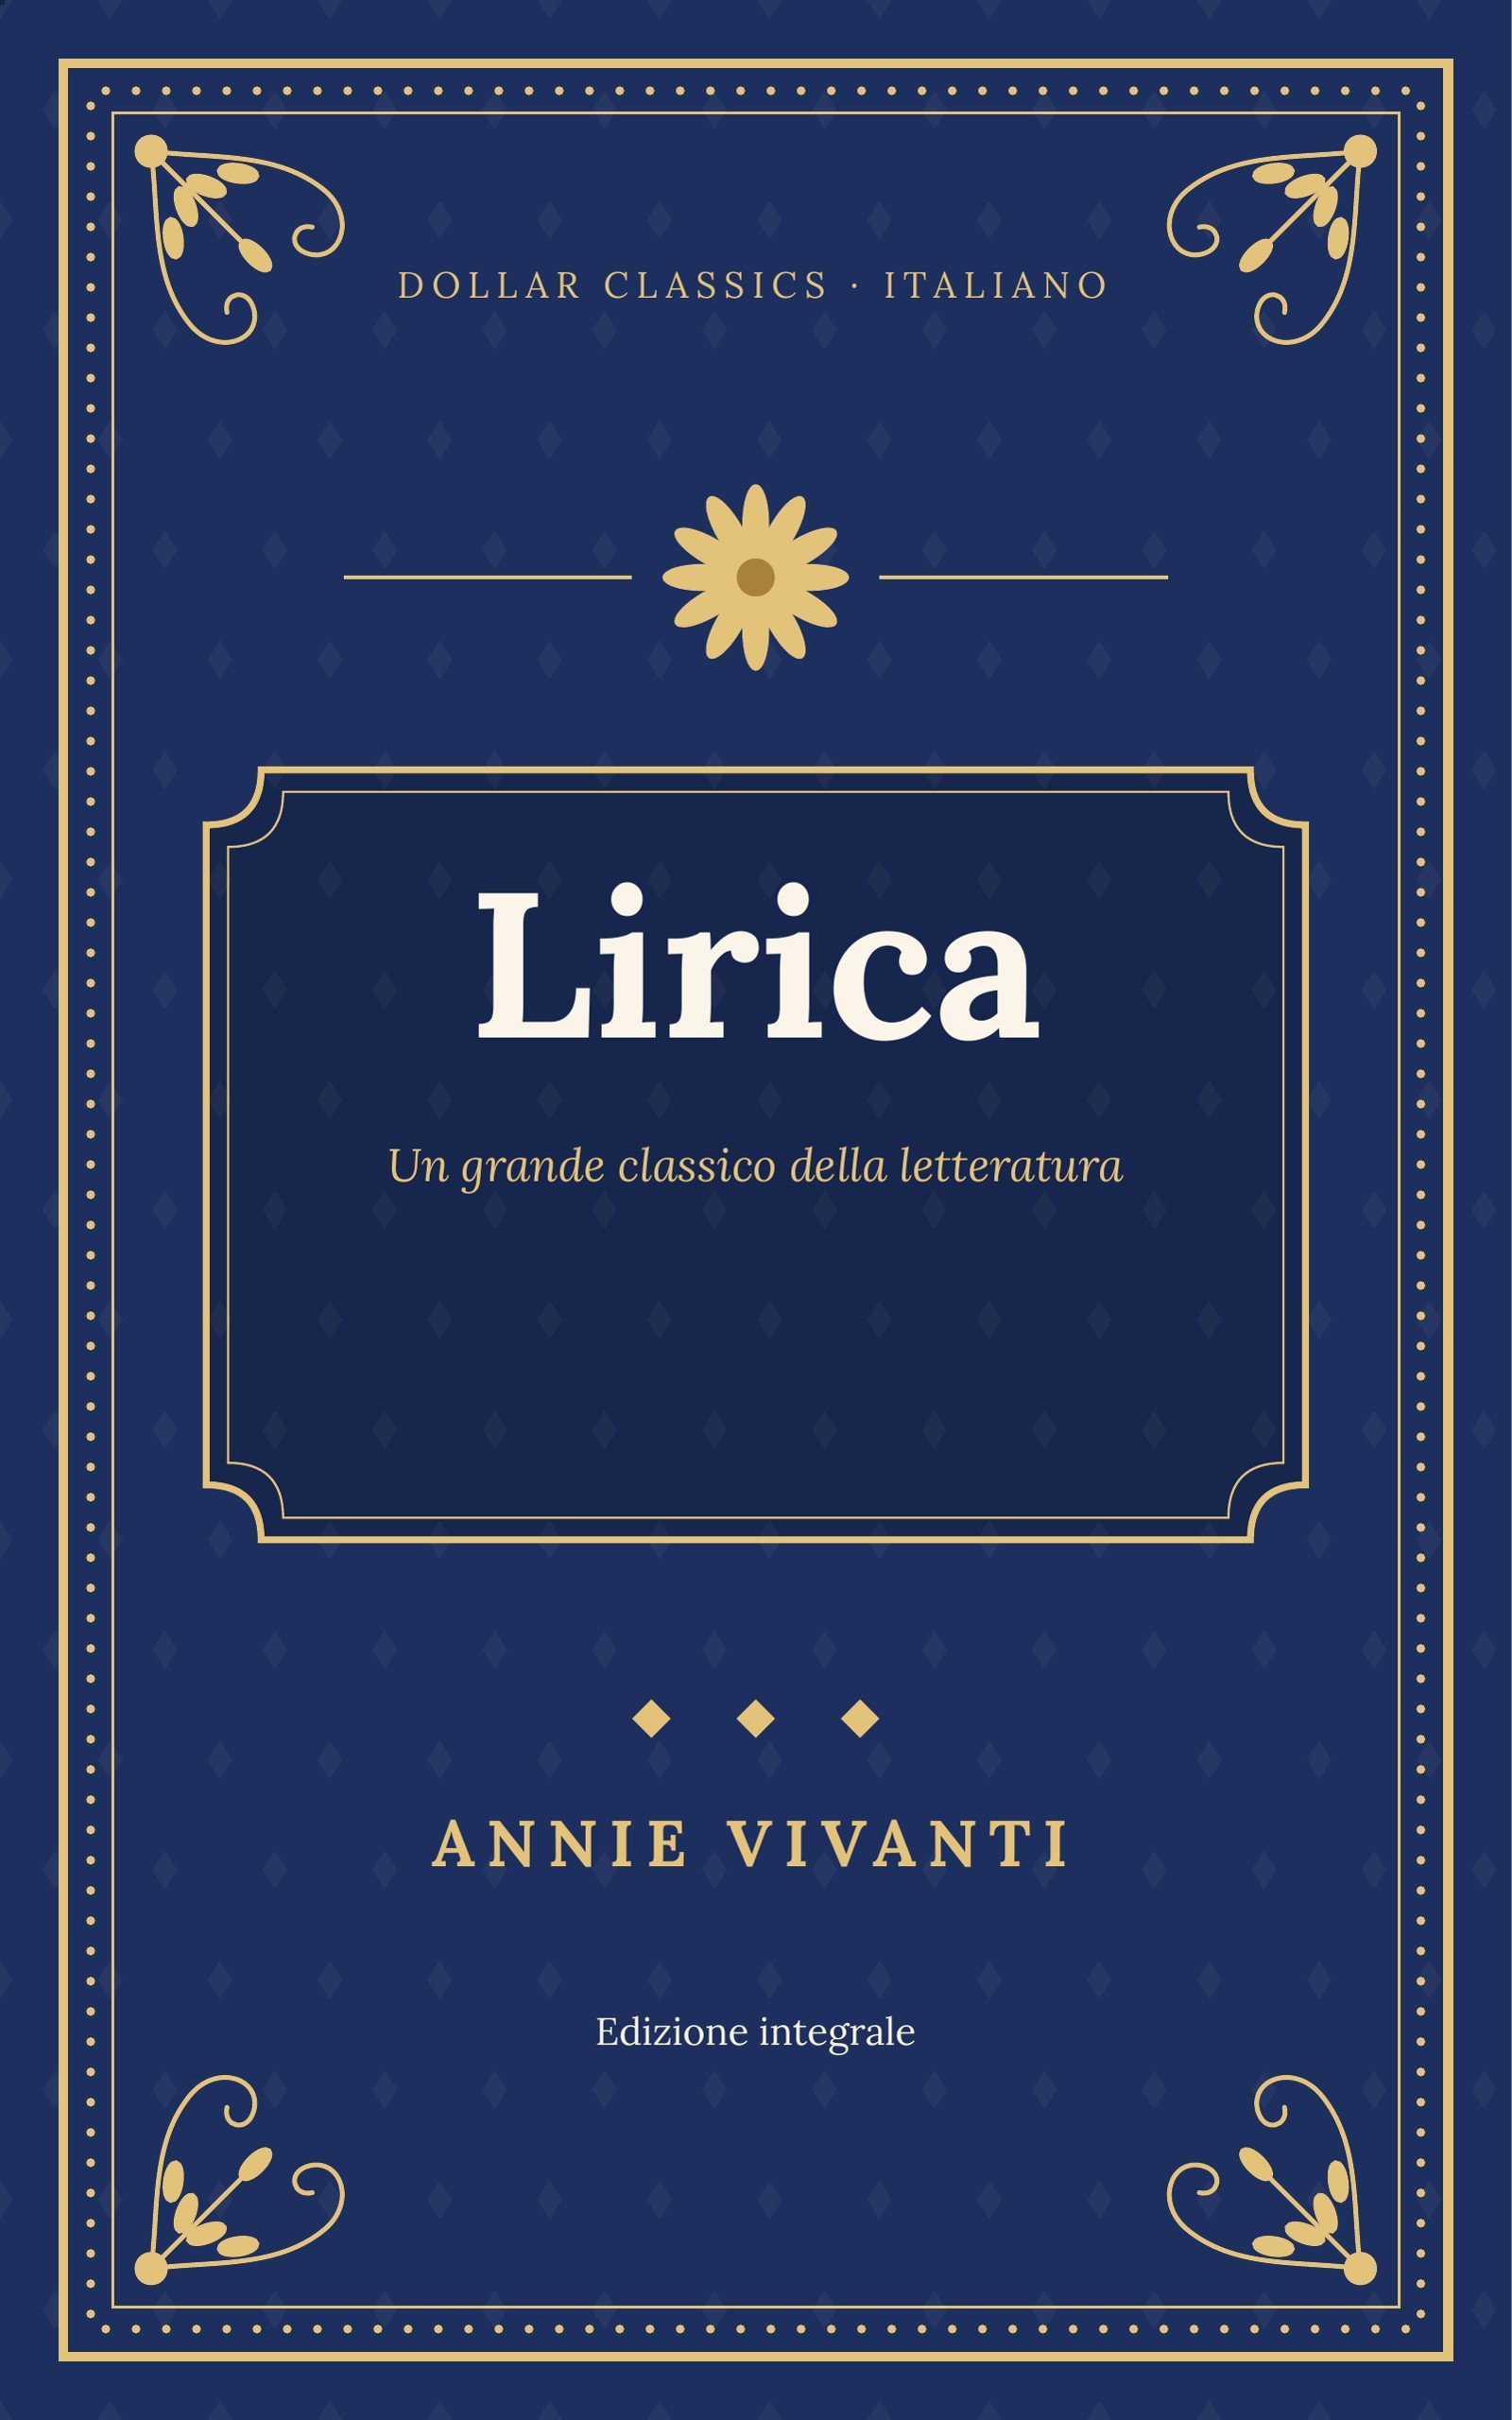 DOLLAR CLASSICS · ITALIANO
Lirica
Un grande classico della letteratura
ANNIE VIVANTI
Edizione integrale